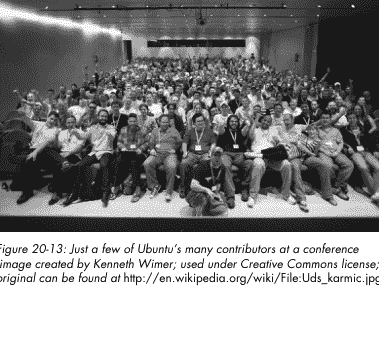 Figure 20-13: Just a few of Ubuntu's many contributors at a conference
image created by Kenneth Wimer; used under Creative Commons license;
original can be found at http://en.wikipedia.org/wiki/File:Uds_karmic.jpg